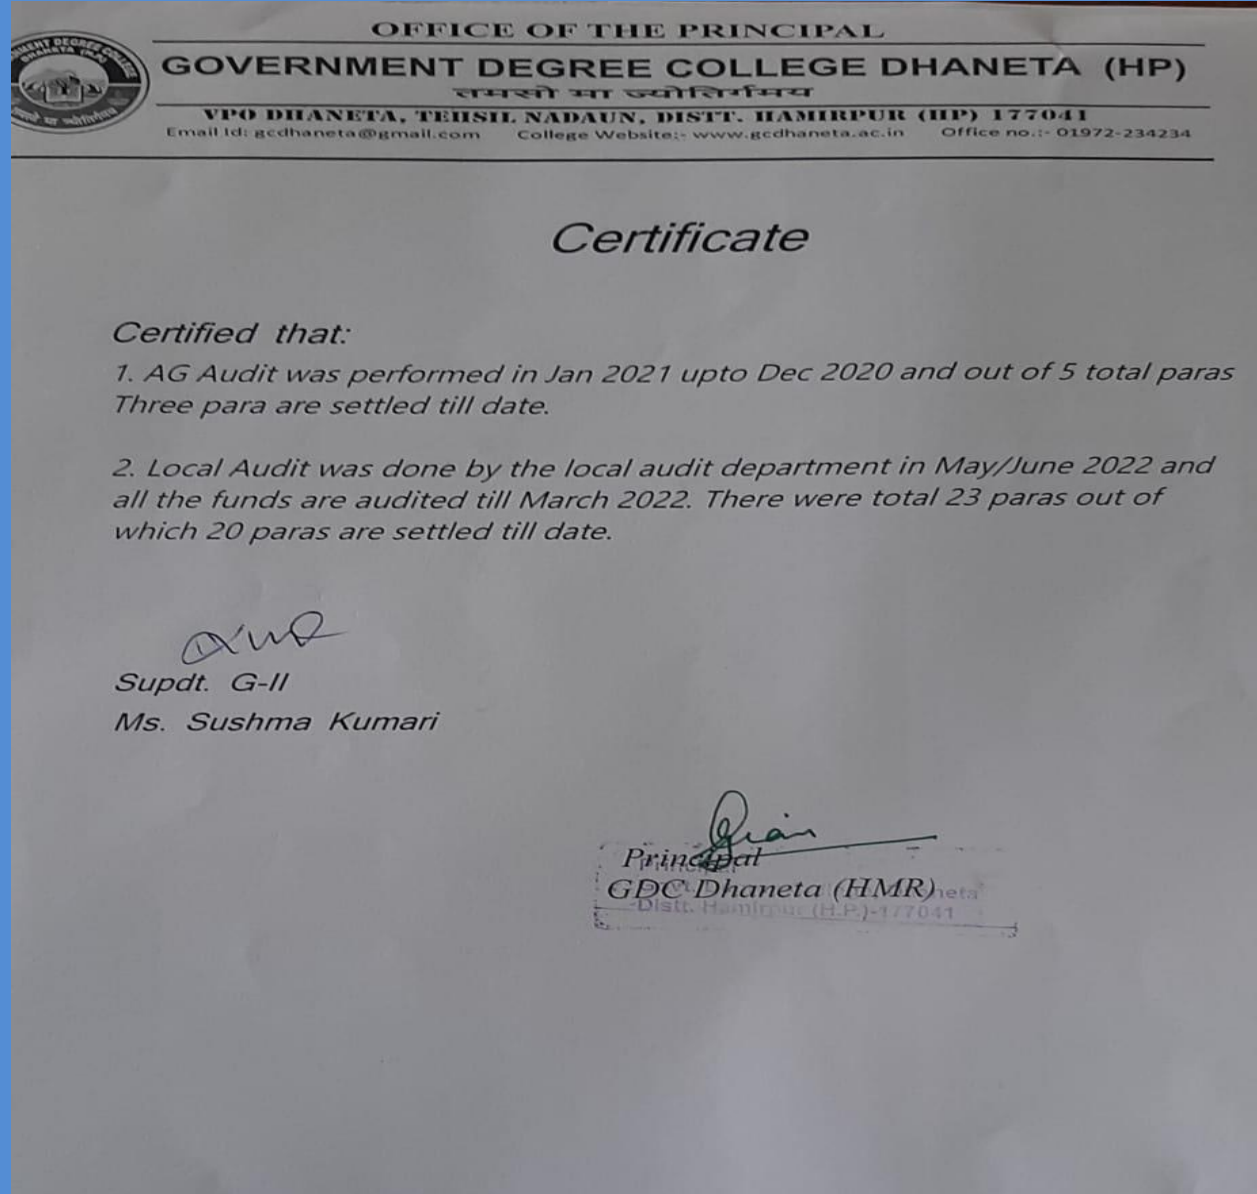 OFFICE OF THE PRINCIPAL
GOVERNMENT DEGREE COLLEGE DHANETA (HP)
तमसो मा ज्योतिर्गमय
VPO DHANETA, TEHSIL NADAUN, DISTT. HAMIRPUR (HP) 177041
Email Id: gcdhaneta@gmail.com College Website:- www.gcdhaneta.ac.in Office no.:- 01972-234234
Certificate
Certified that:
1. AG Audit was performed in Jan 2021 upto Dec 2020 and out of 5 total paras
Three para are settled till date.
2. Local Audit was done by the local audit department in May/June 2022 and
all the funds are audited till March 2022. There were total 23 paras out of
which 20 paras are settled till date.
Supdt. G-II
Ms. Sushma Kumari
Principal
GDC Dhaneta (HMR)
Distt. Hamirpur (H.P.)-177041